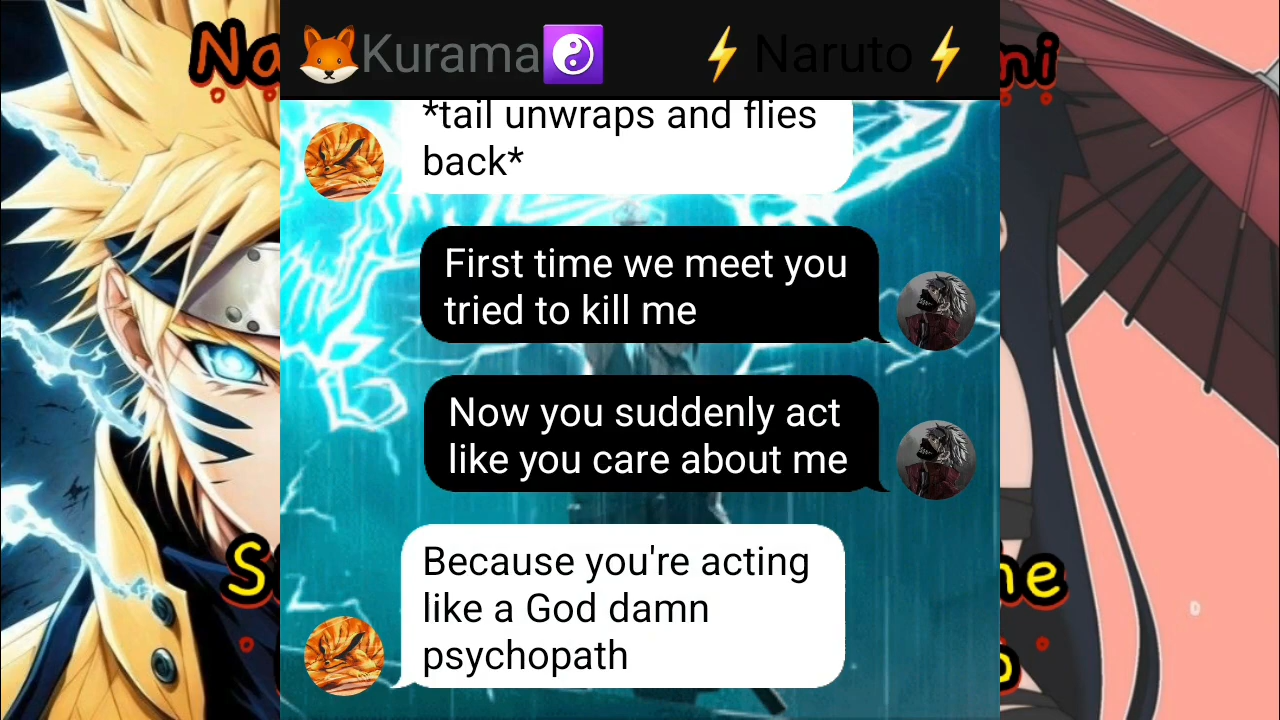 Kurama
Naruto
*tail unwraps and flies
back*
First time we meet you
tried to kill me
Now you suddenly act
like you care about me
Because you're acting
like a God damn
psychopath